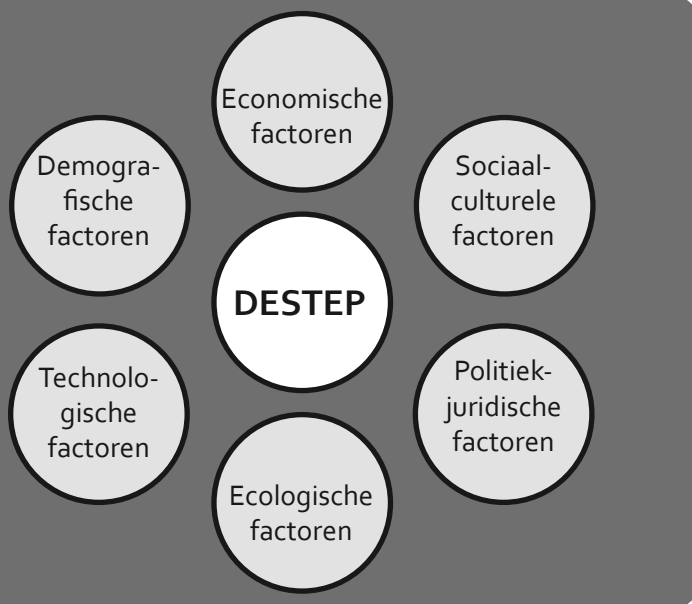 Economische
factoren
Demogra-
fische
factoren
Sociaal-
culturele
factoren
DESTEP
Technolo-
gische
factoren
Politiek-
juridische
factoren
Ecologische
factoren